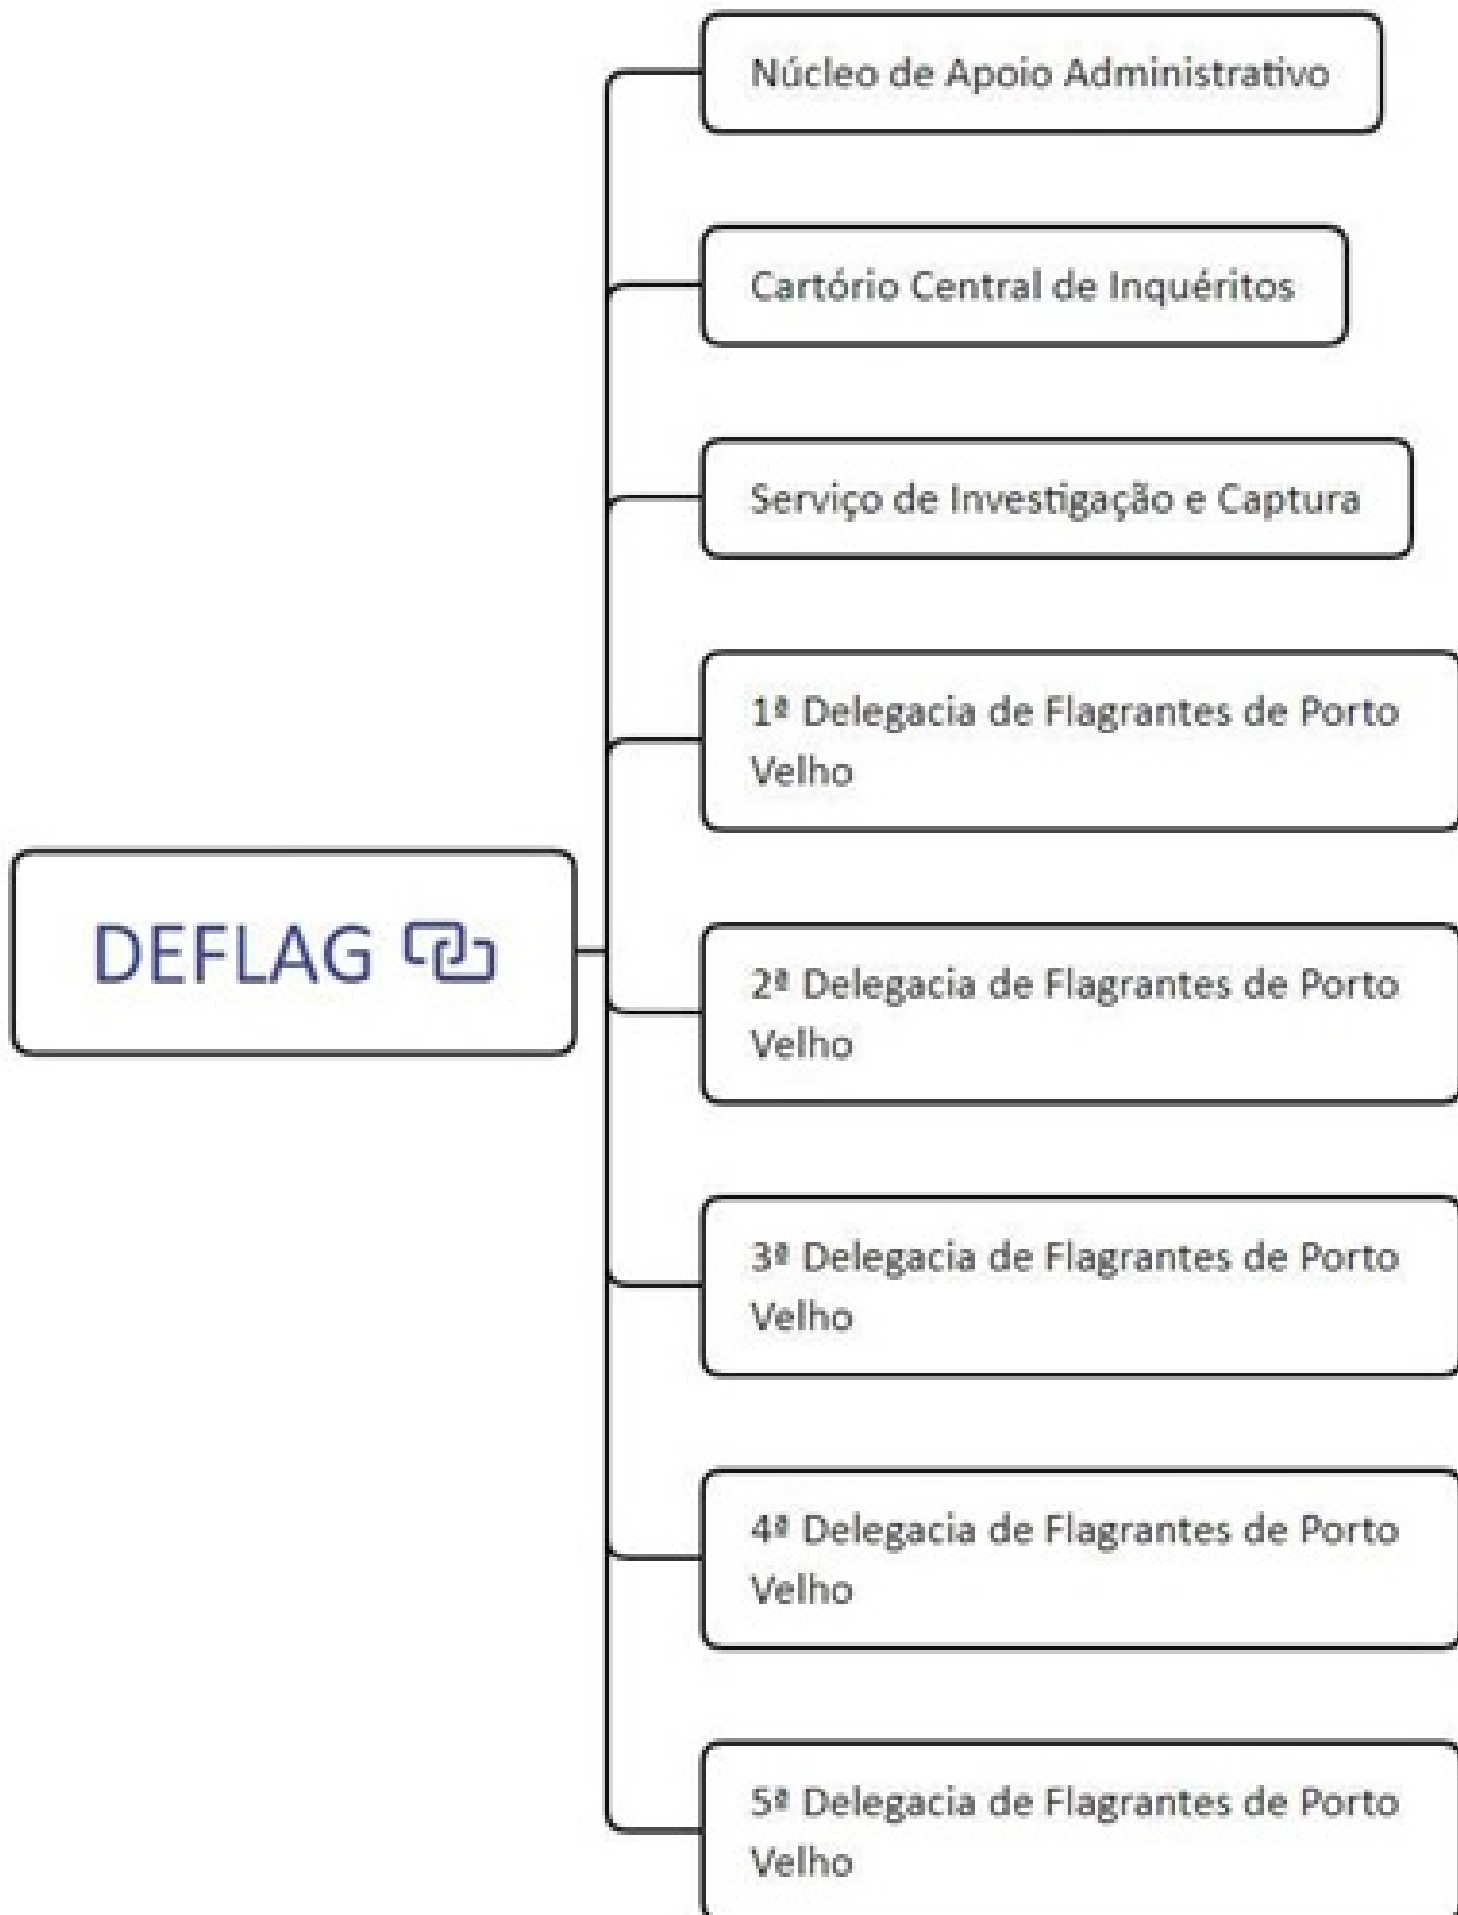 Núcleo de Apoio Administrativo
Cartório Central de Inquéritos
Serviço de Investigação e Captura
1ª Delegacia de Flagrantes de Porto
Velho
DEFLAG
2ª Delegacia de Flagrantes de Porto
Velho
3ª Delegacia de Flagrantes de Porto
Velho
4ª Delegacia de Flagrantes de Porto
Velho
5ª Delegacia de Flagrantes de Porto
Velho